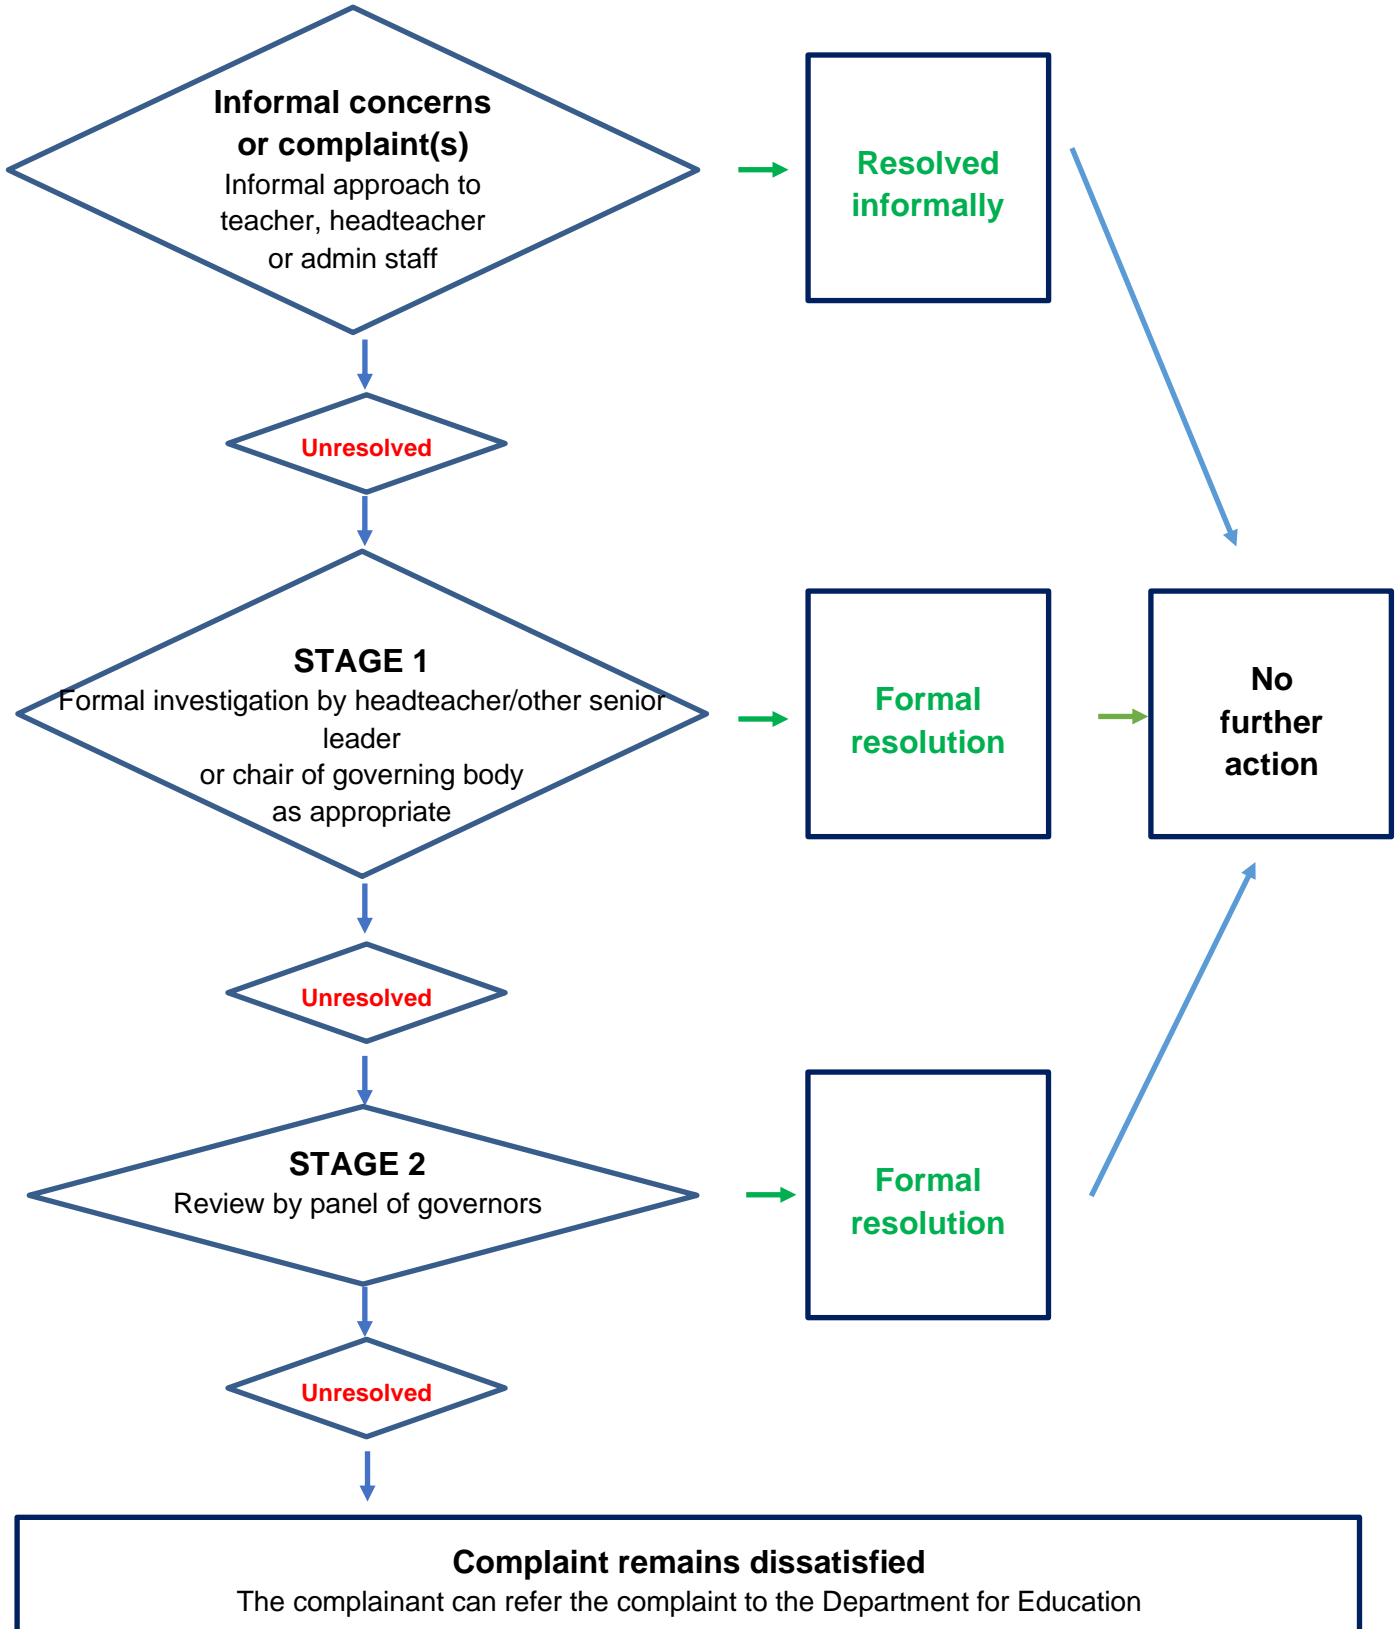 Informal concerns
or complaint(s)
Informal approach to
teacher, headteacher
or admin staff
Resolved
informally
Unresolved
STAGE 1
Formal investigation by headteacher/other senior
leader
or chair of governing body
as appropriate
Formal
resolution
No
further
action
Unresolved
STAGE 2
Review by panel of governors
Formal
resolution
Unresolved
Complaint remains dissatisfied
The complainant can refer the complaint to the Department for Education